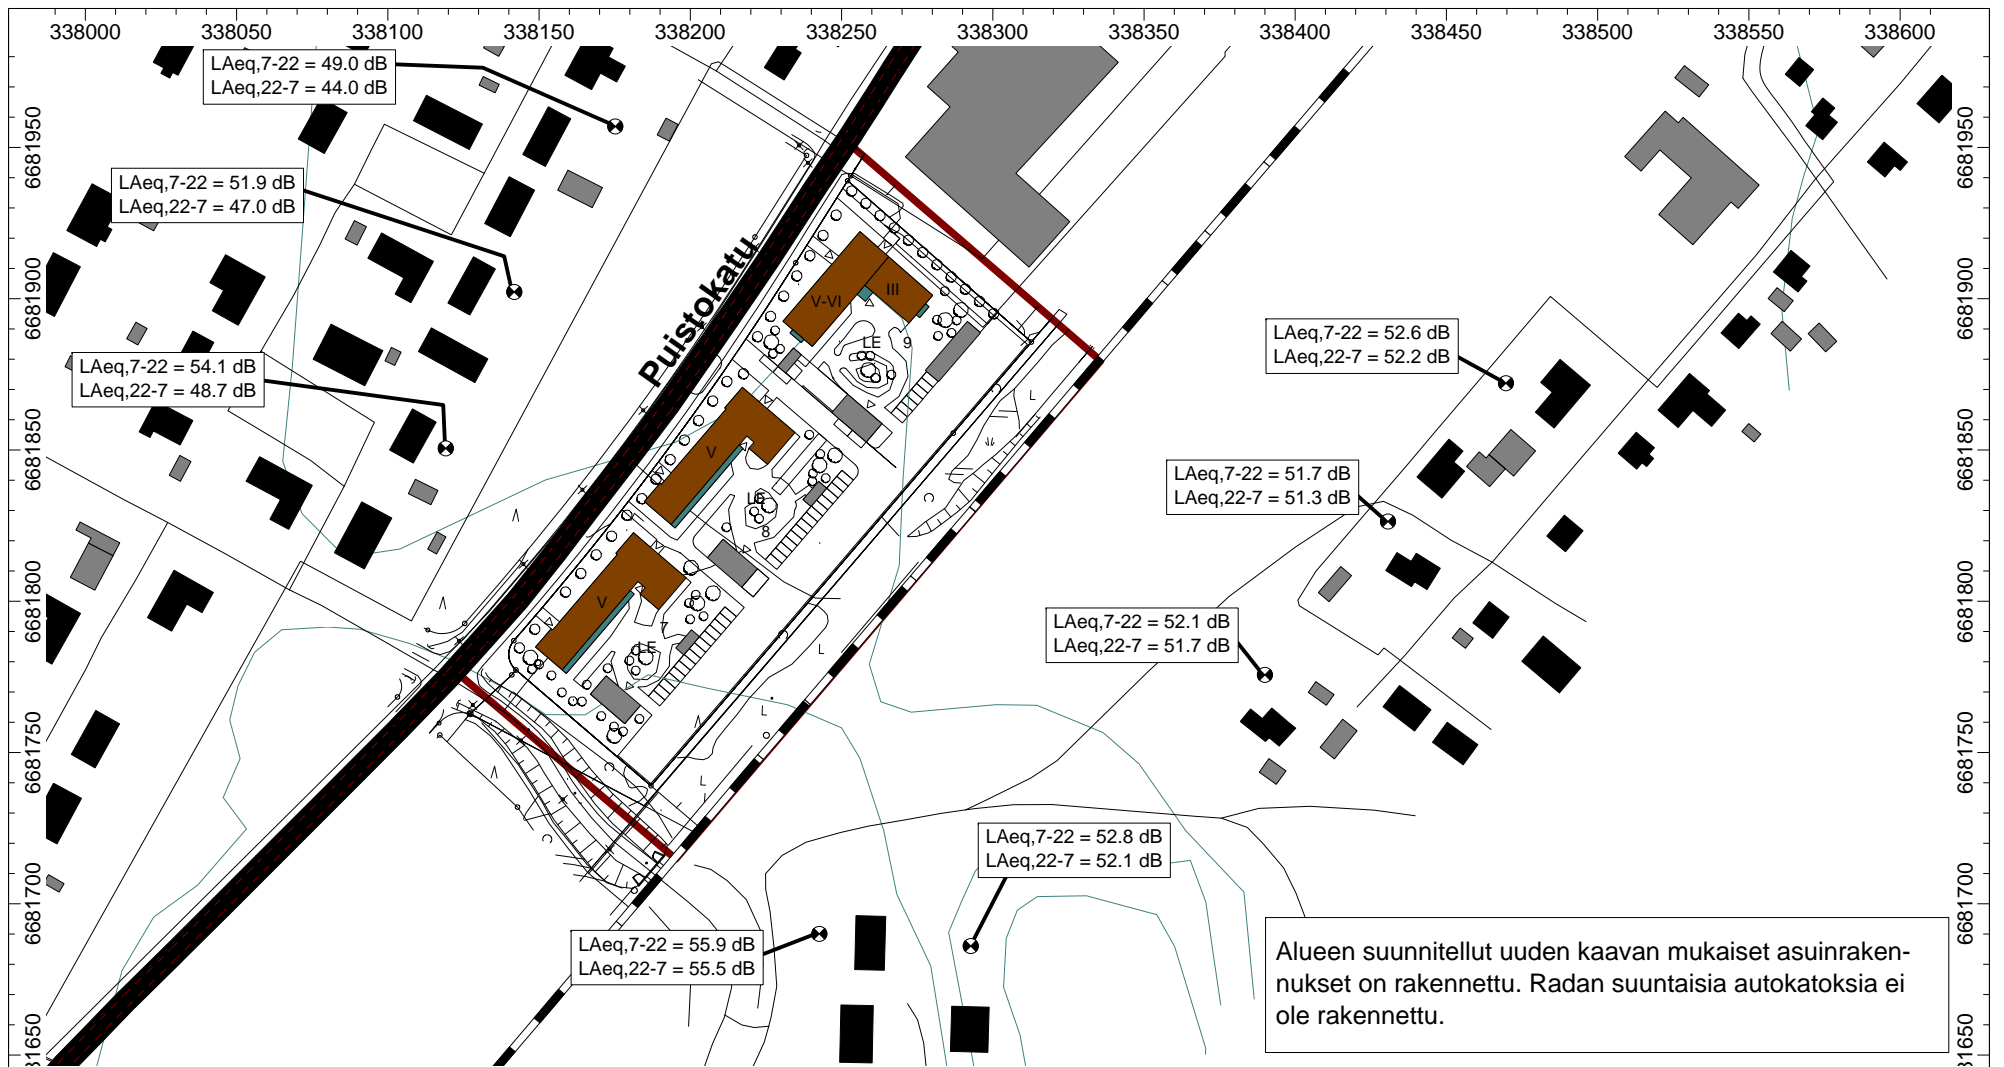 338000 338050 338100 338150 338200 338250 338300 338350 338400 338450 338500 338550 338600
LAeq,7-22 = 49.0 dB
LAeq,22-7 = 44.0 dB
LAeq,7-22 = 51.9 dB
LAeq,22-7 = 47.0 dB
LAeq,7-22 = 54.1 dB
LAeq,22-7 = 48.7 dB
Puistokatu
V-VI
III
LE
9
V
8
V
7
LE
LAeq,7-22 = 52.6 dB
LAeq,22-7 = 52.2 dB
LAeq,7-22 = 51.7 dB
LAeq,22-7 = 51.3 dB
LAeq,7-22 = 52.1 dB
LAeq,22-7 = 51.7 dB
LAeq,7-22 = 52.8 dB
LAeq,22-7 = 52.1 dB
LAeq,7-22 = 55.9 dB
LAeq,22-7 = 55.5 dB
Alueen suunnitellut uuden kaavan mukaiset asuinraken-
nukset on rakennettu. Radan suuntaisia autokatoksia ei
ole rakennettu.
6681950
6681900
6681850
6681800
6681750
6681700
81650
6681950
6681900
6681850
6681800
6681750
6681700
81650